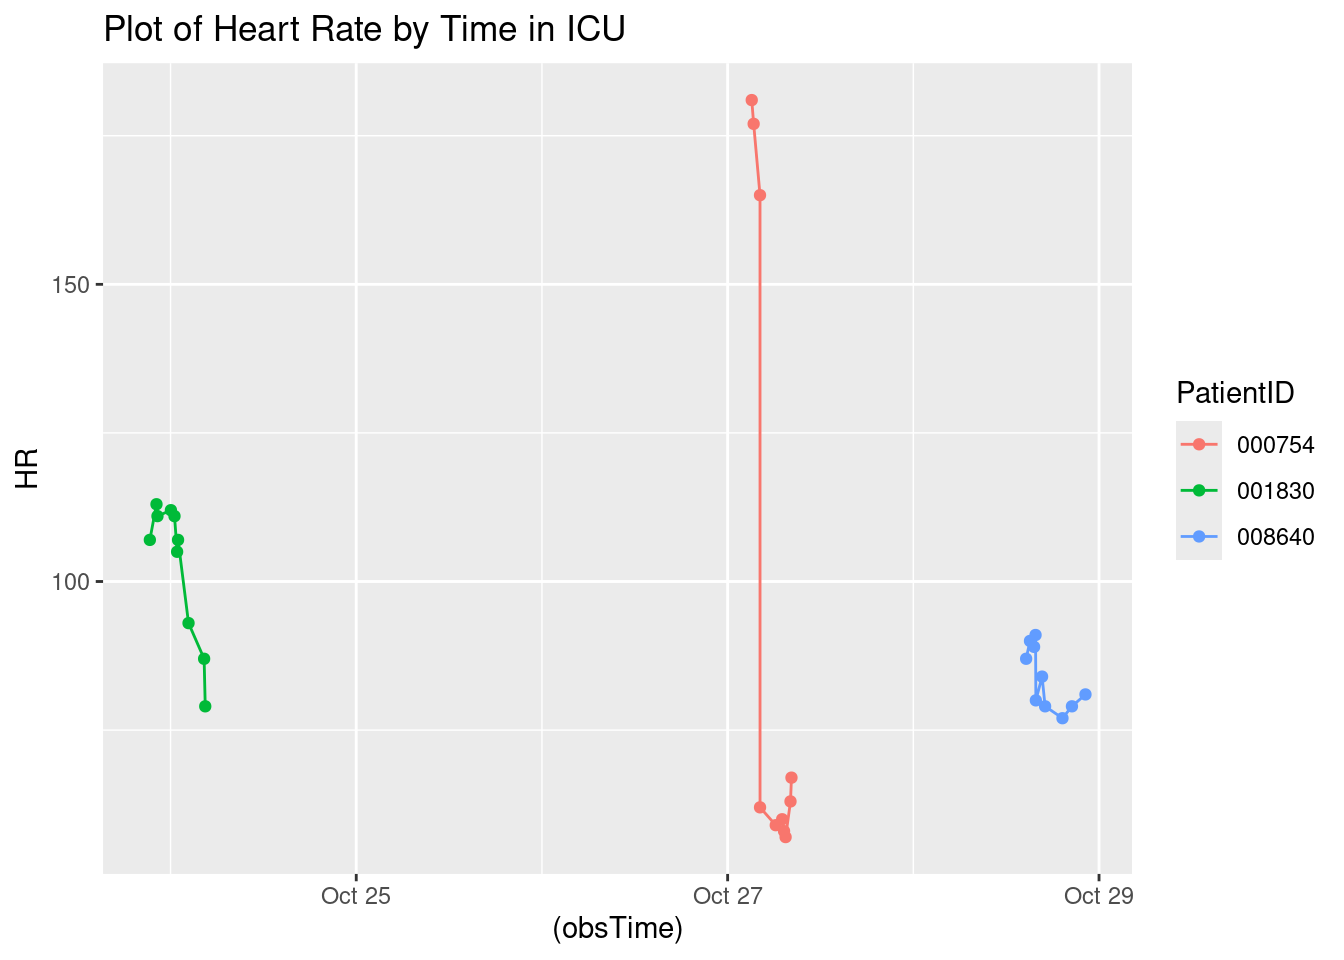 Plot of Heart Rate by Time in ICU
150
100
HR
Oct 25
Oct 27
Oct 29
(obsTime)
PatientID
000754
001830
008640